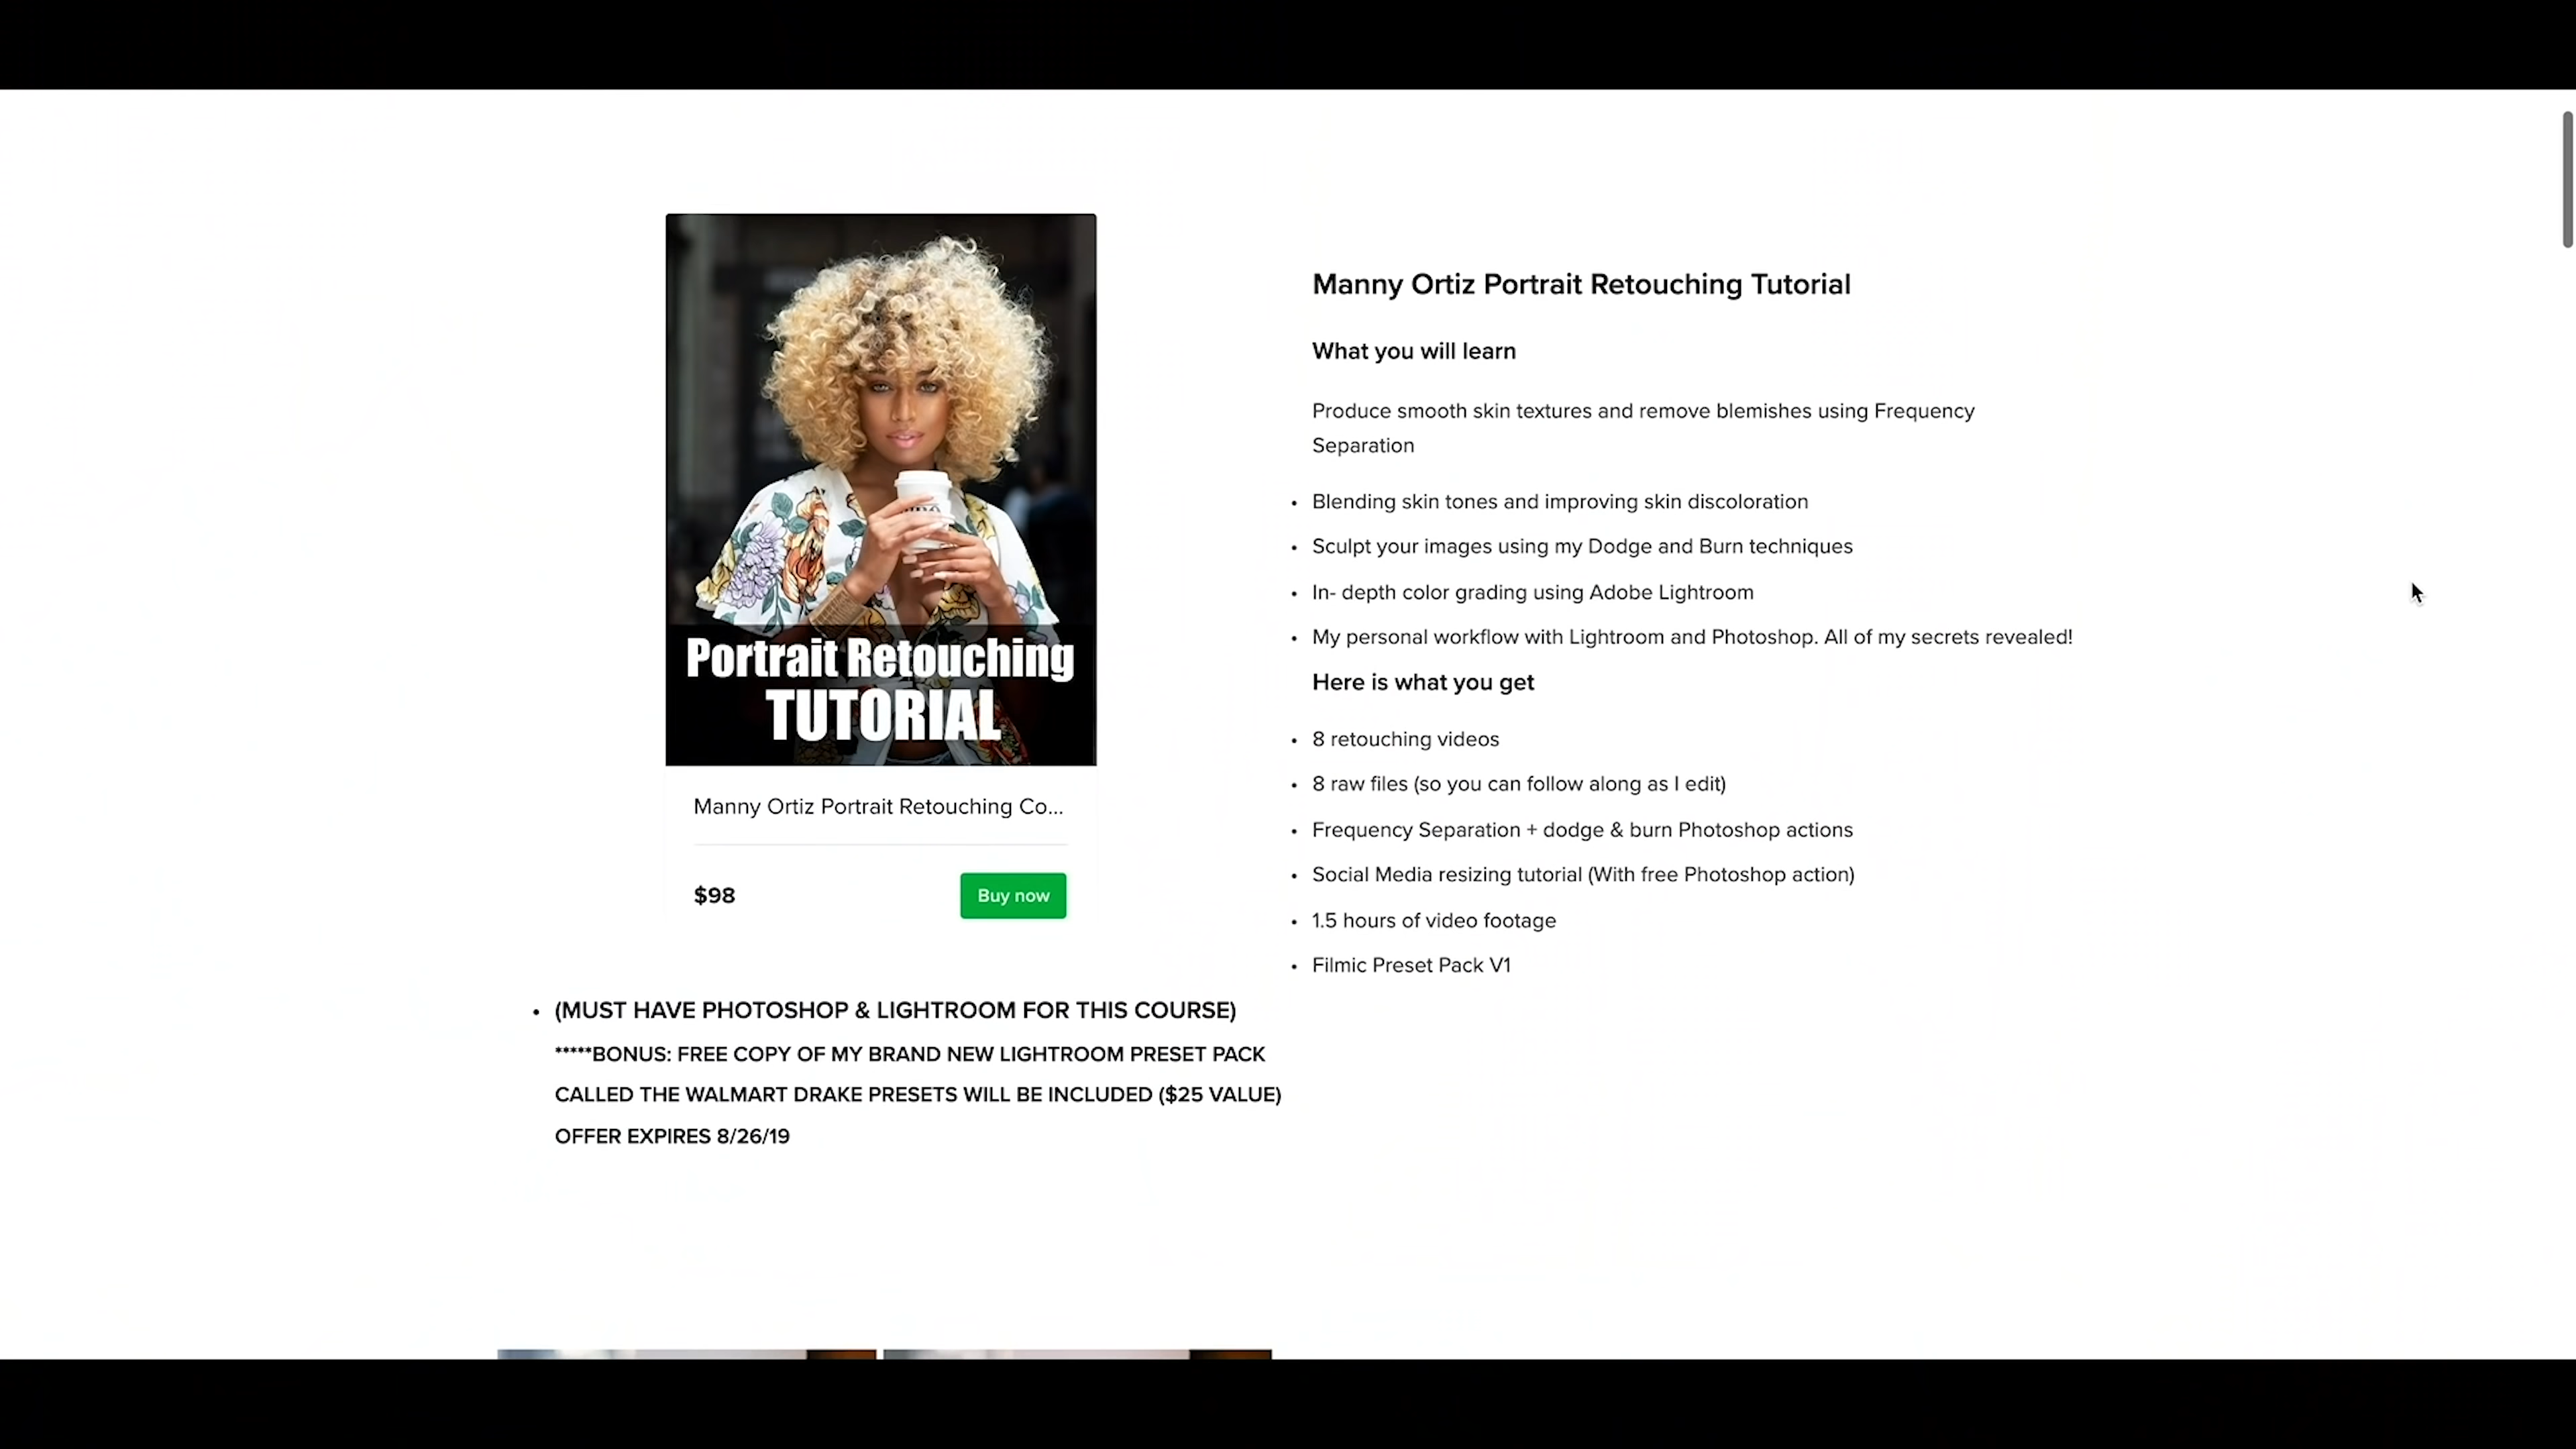 Portrait Retouching
TUTORIAL
Manny Ortiz Portrait Retouching Co...
$98
Buy now
• (MUST HAVE PHOTOSHOP & LIGHTROOM FOR THIS COURSE)
*****BONUS: FREE COPY OF MY BRAND NEW LIGHTROOM PRESET PACK
CALLED THE WALMART DRAKE PRESETS WILL BE INCLUDED ($25 VALUE)
OFFER EXPIRES 8/26/19
Manny Ortiz Portrait Retouching Tutorial
What you will learn
Produce smooth skin textures and remove blemishes using Frequency
Separation
• Blending skin tones and improving skin discoloration
• Sculpt your images using my Dodge and Burn techniques
• In- depth color grading using Adobe Lightroom
• My personal workflow with Lightroom and Photoshop. All of my secrets revealed!
Here is what you get
• 8 retouching videos
• 8 raw files (so you can follow along as I edit)
• Frequency Separation + dodge & burn Photoshop actions
• Social Media resizing tutorial (With free Photoshop action)
• 1.5 hours of video footage
• Filmic Preset Pack V1